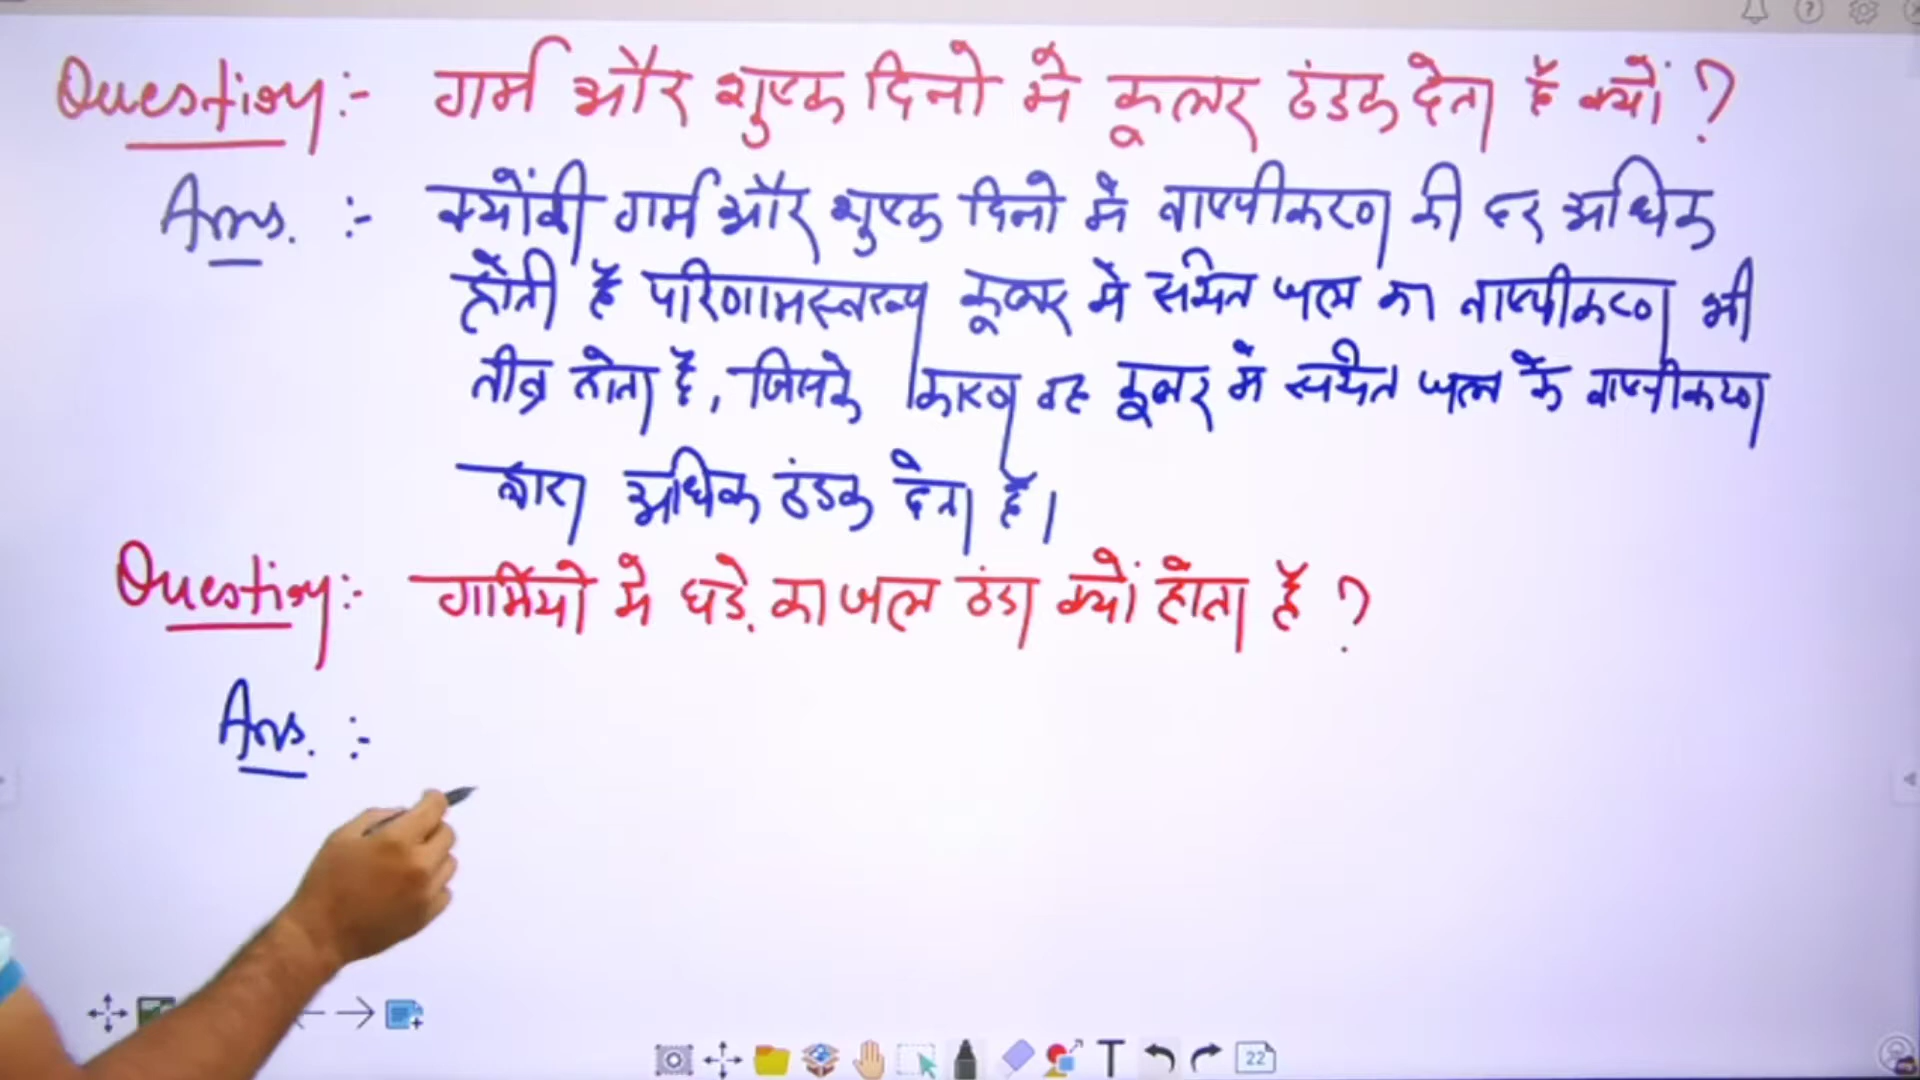 Question :- गर्म और शुष्क दिनो मे कूलर ठंडक देता है क्यों ?
Ans. :- क्योंकी गर्म और शुष्क दिनो में वाष्पीकरण की दर अधिक
होती है परिणामस्वरूप कूलर मे संचित जल का वाष्पीकरण भी
तीव्र होता है, जिसके कारण वह कूलर में संचित जल के वाष्पीकरण
द्वारा अधिक ठंडक देता है।
Question :- गर्मियो मे घड़े का जल ठंडा क्यों होता है ?
Ans. :-
T 22